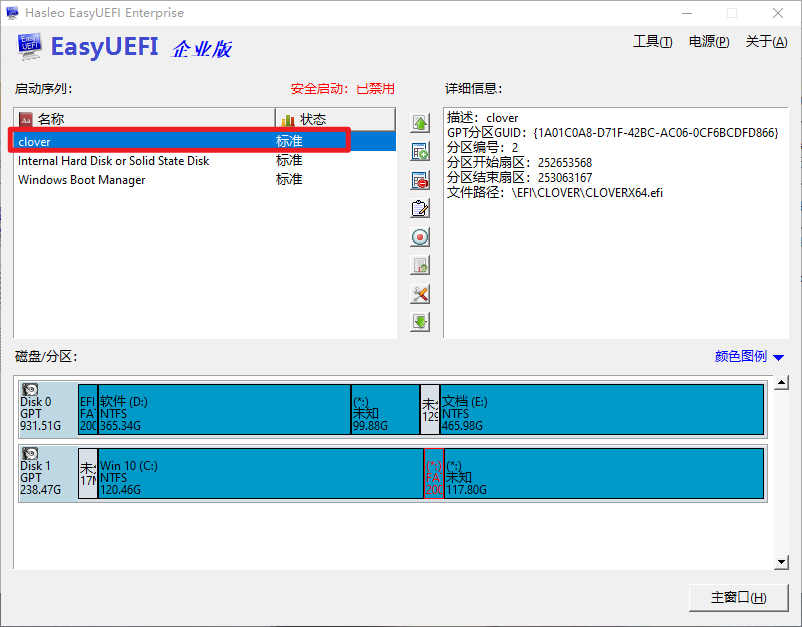 Hasleo EasyUEFI Enterprise
EasyUEFI 企业版
工具(T) 电源(P) 关于(A)
启动序列: 安全启动: 已禁用
详细信息:
名称 状态
clover 标准
Internal Hard Disk or Solid State Disk 标准
Windows Boot Manager 标准
描述: clover
GPT分区GUID: {1A01C0A8-D71F-42BC-AC06-0CF6BCDFD866}
分区编号: 2
分区开始扇区: 252653568
分区结束扇区: 253063167
文件路径: \EFI\CLOVER\CLOVERX64.efi
磁盘/分区:
颜色图例
Disk 0
GPT
931.51G
EFI
FAT
200
软件 (D:)
NTFS
365.34G
(*:)
未知
99.88G
未
129
文档 (E:)
NTFS
465.98G
Disk 1
GPT
238.47G
未
17M
Win 10 (C:)
NTFS
120.46G
(*:)
FA
200
(*:)
未知
117.80G
主窗口(H)